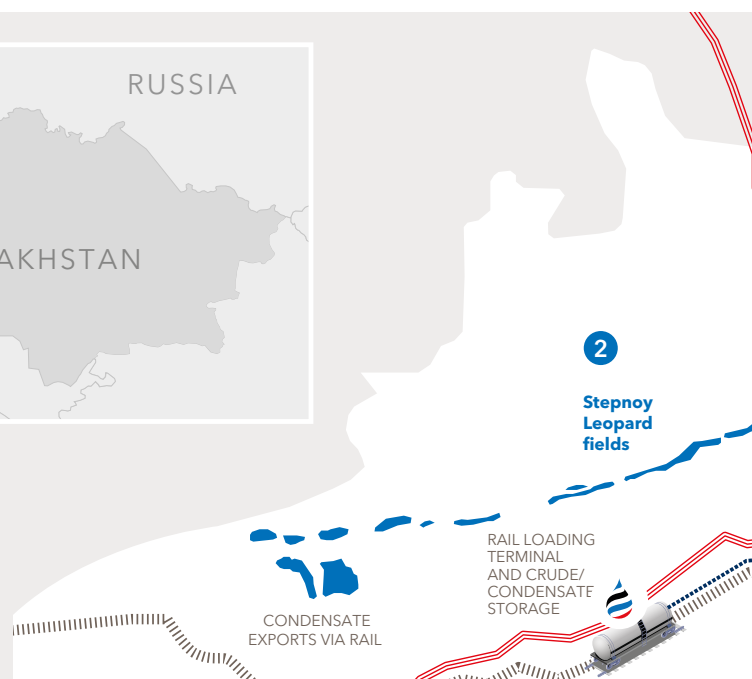 RUSSIA
AKHSTAN
2
Stepnoy
Leopard
fields
RAIL LOADING
TERMINAL
AND CRUDE/
CONDENSATE
STORAGE
CONDENSATE
EXPORTS VIA RAIL